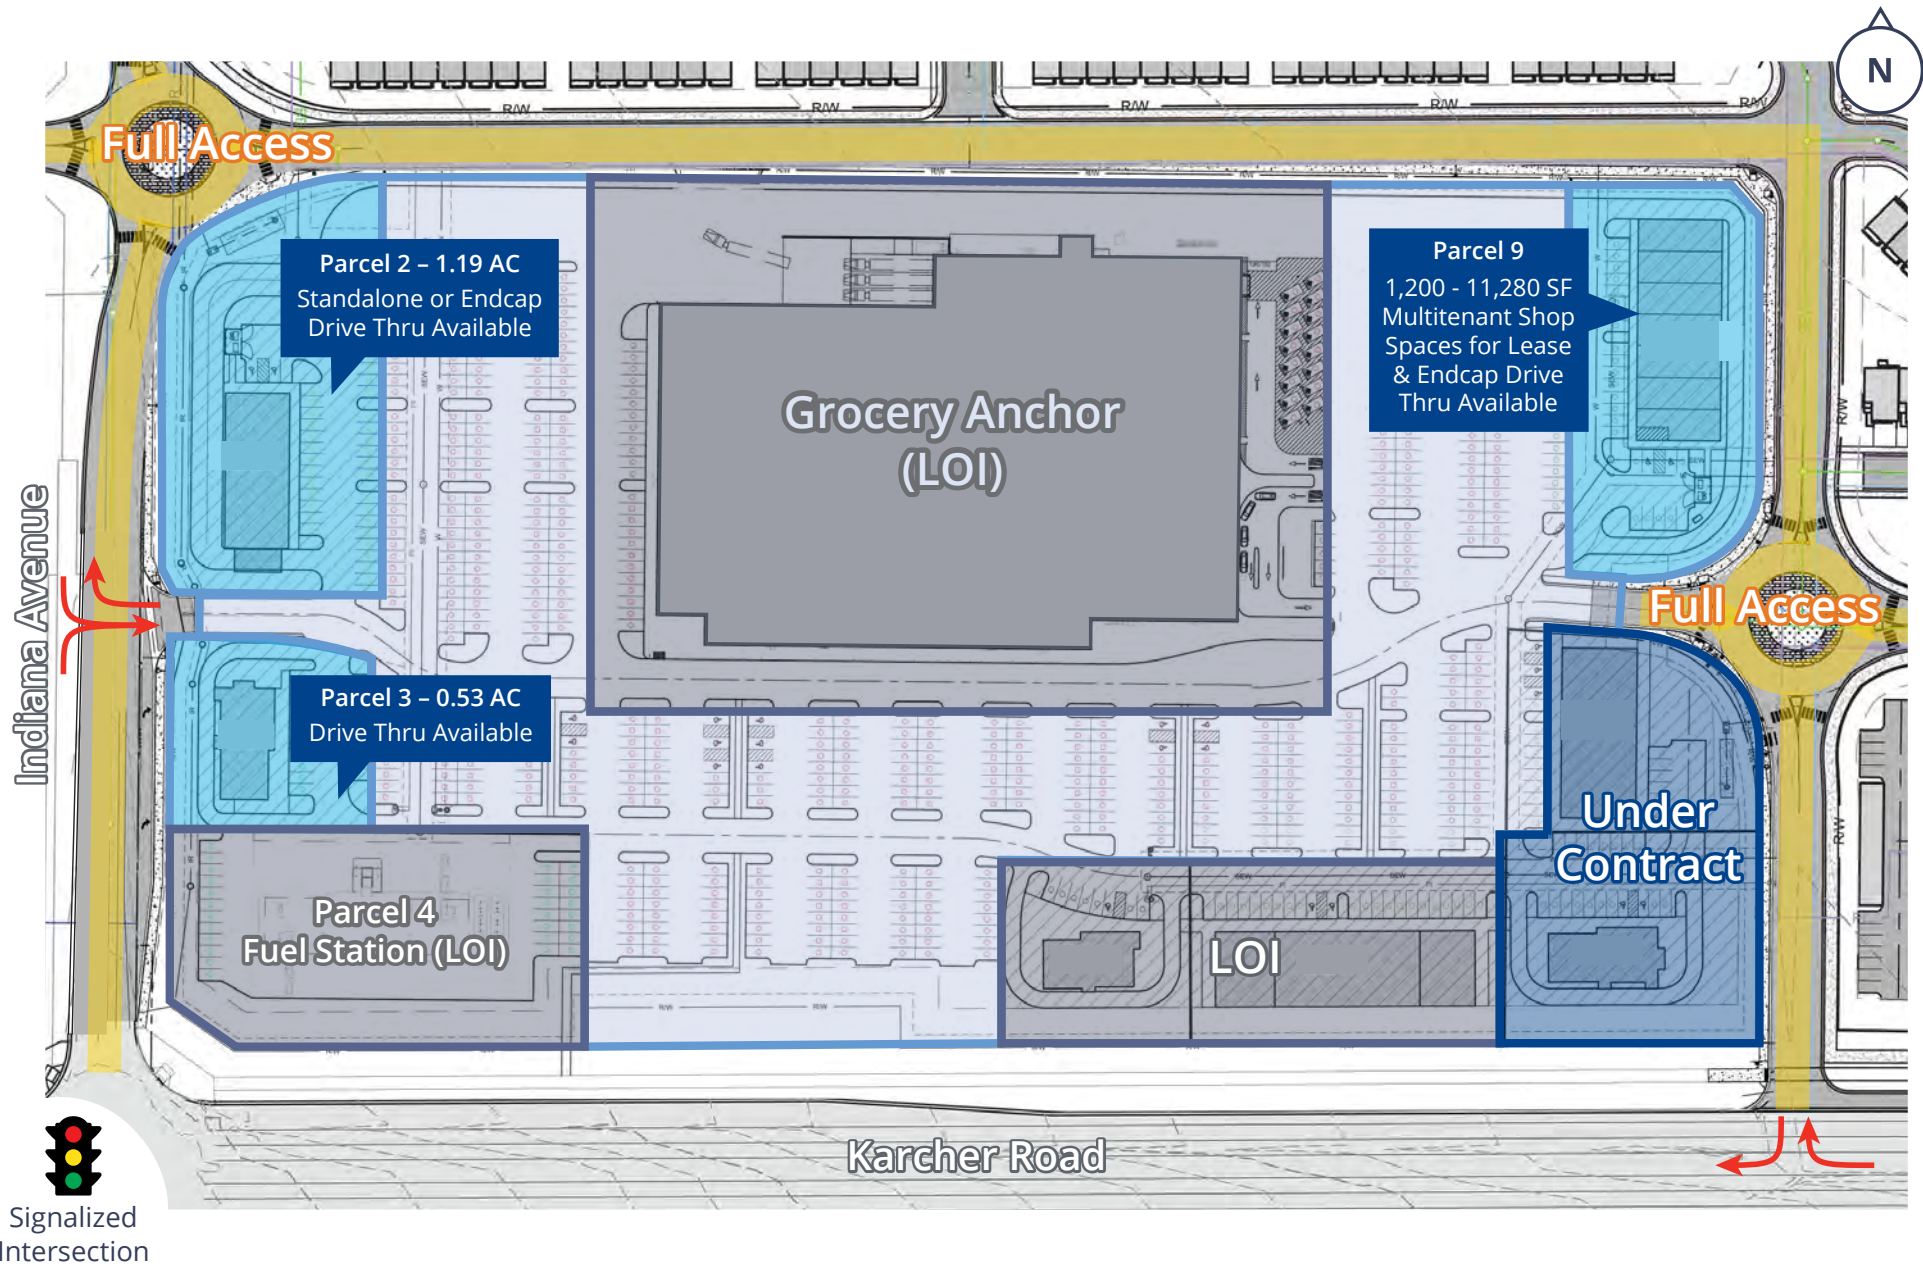 N
R/W
R/W
R/W
R/W
R/W
Full Access
Parcel 2 – 1.19 AC
Standalone or Endcap
Drive Thru Available
Parcel 9
1,200 - 11,280 SF
Multitenant Shop
Spaces for Lease
& Endcap Drive
Thru Available
Grocery Anchor
(LOI)
R/W
Indiana Avenue
Full Access
Parcel 3 – 0.53 AC
Drive Thru Available
Under
Contract
R/W
Parcel 4
Fuel Station (LOI)
LOI
R/W
R/W
Karcher Road
Signalized
Intersection